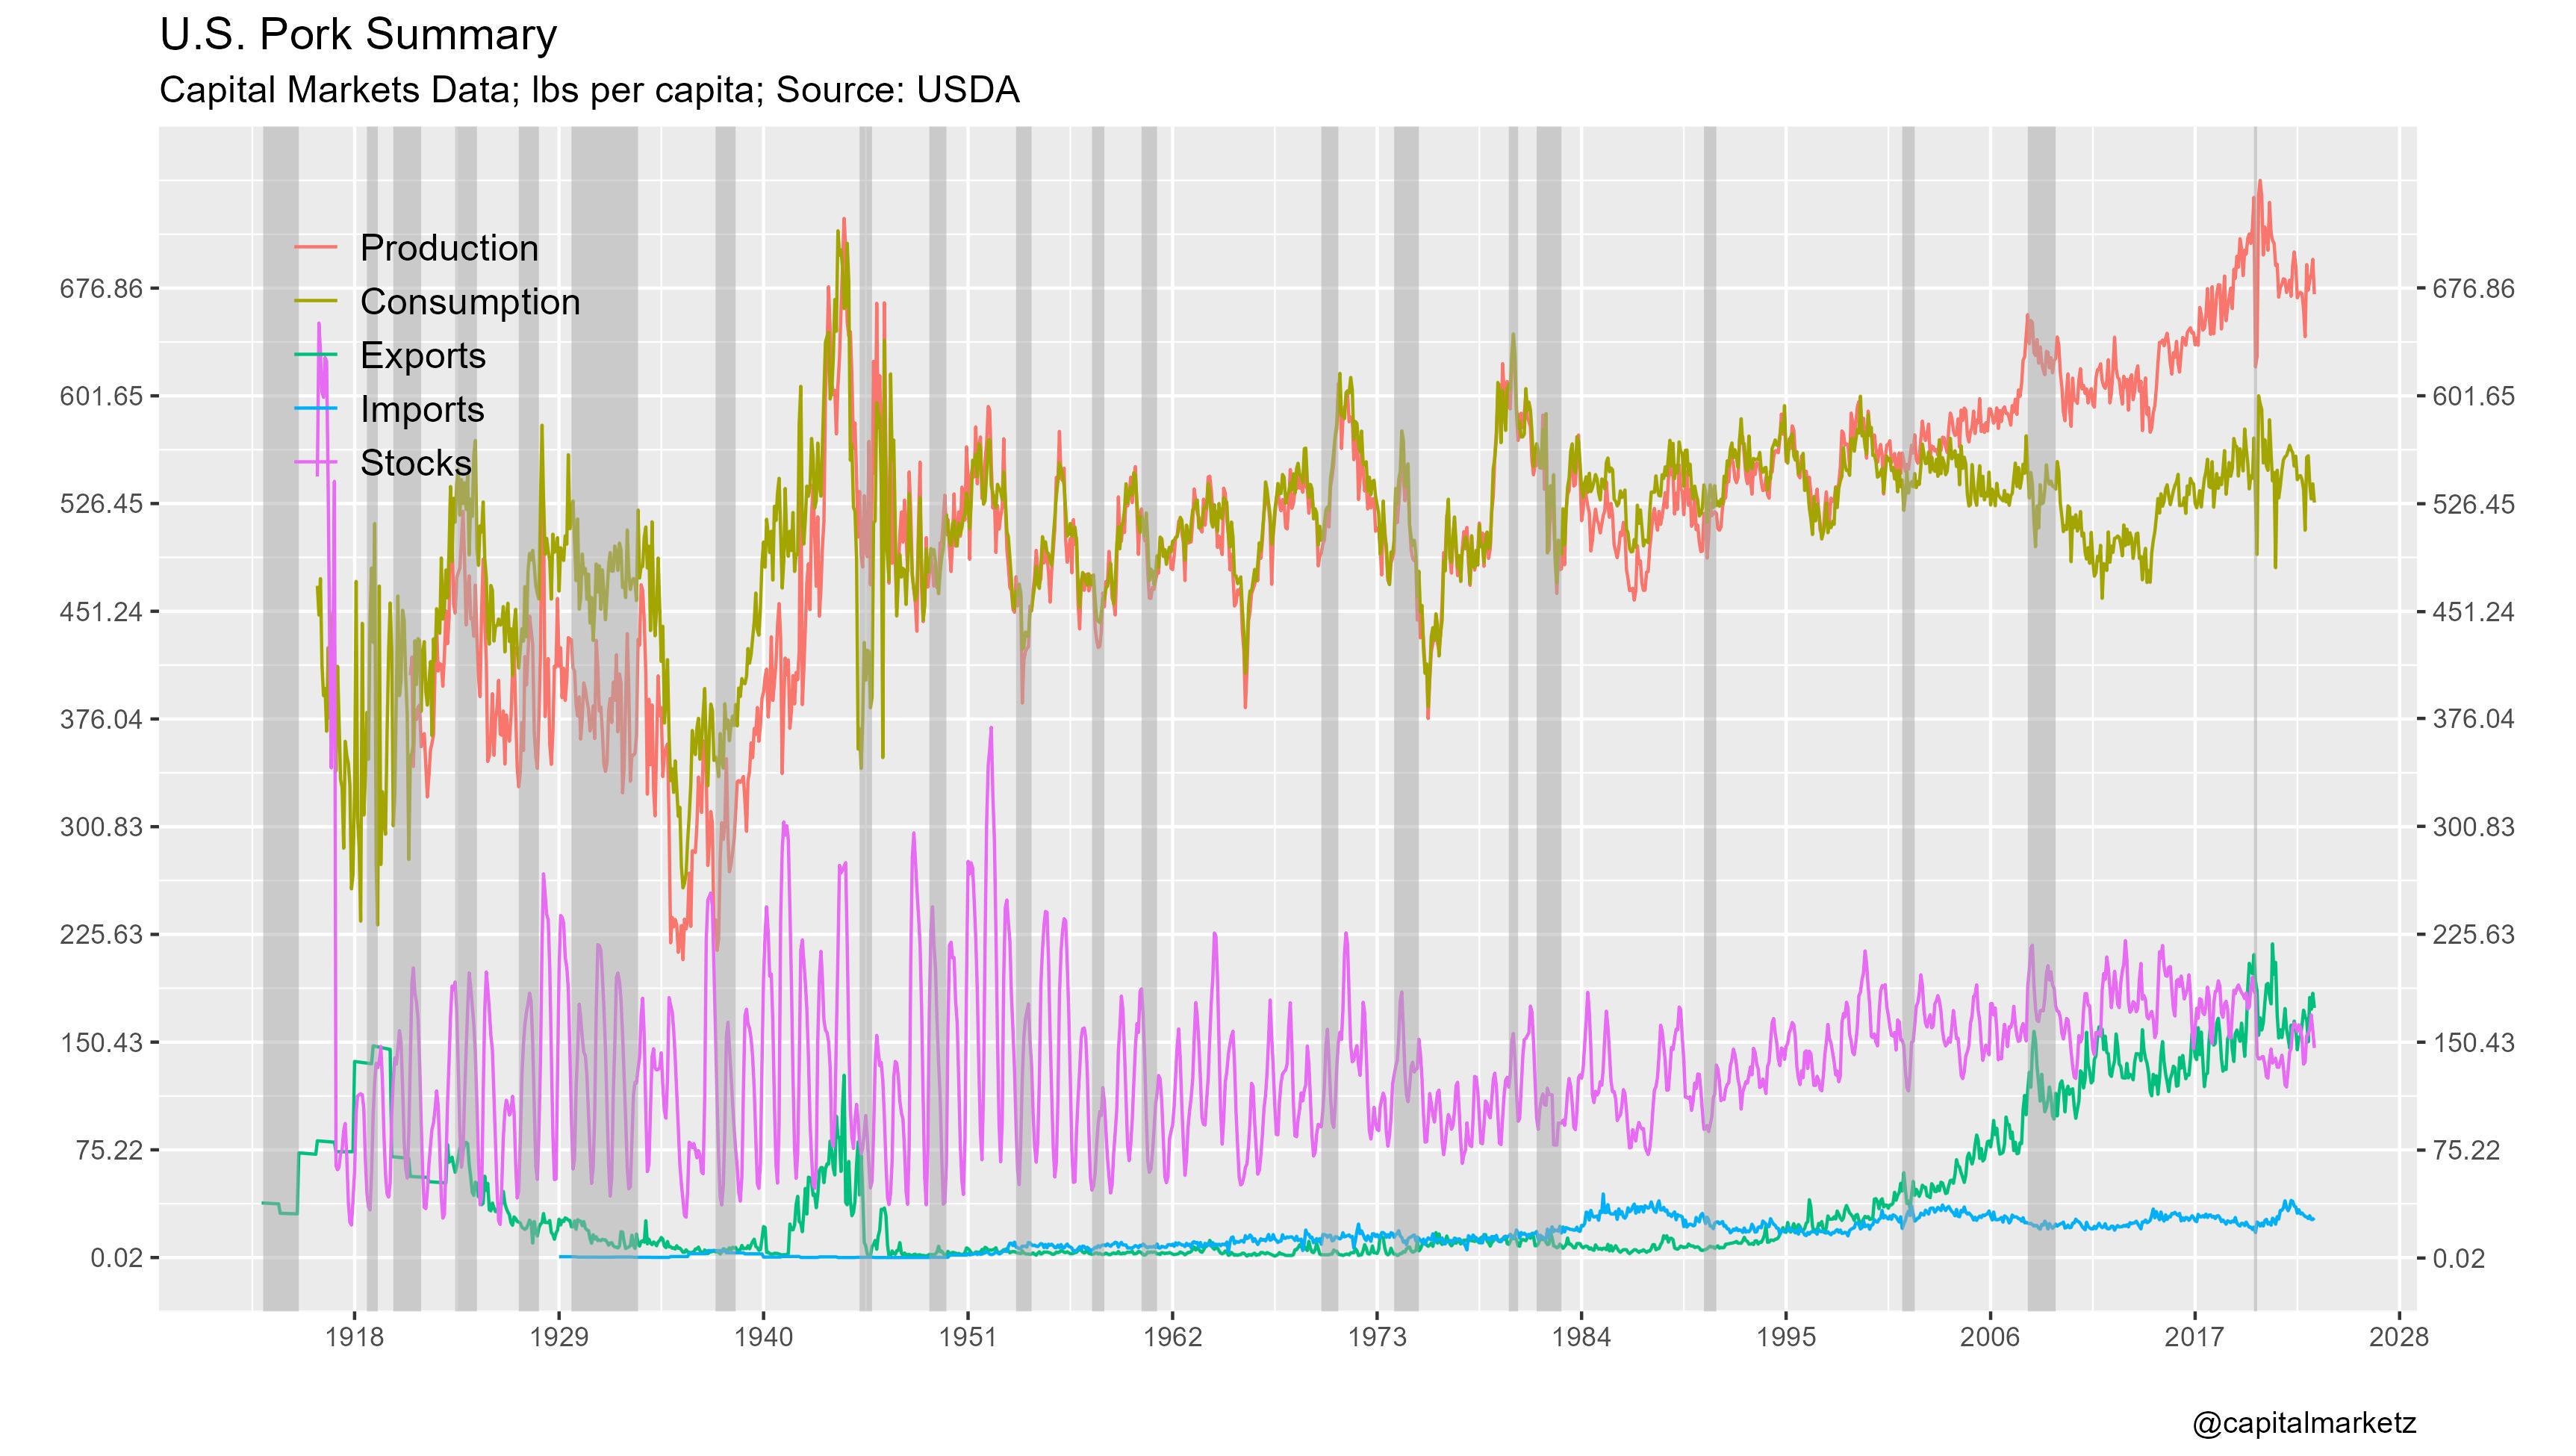 U.S. Pork Summary
Capital Markets Data; lbs per capita; Source: USDA
Production
Consumption
Exports
Imports
Stocks
676.86
601.65
526.45
451.24
376.04
300.83
225.63
150.43
75.22
0.02
676.86
601.65
526.45
451.24
376.04
300.83
225.63
150.43
75.22
0.02
1918 1929 1940 1951 1962 1973 1984 1995 2006 2017 2028
@capitalmarketz